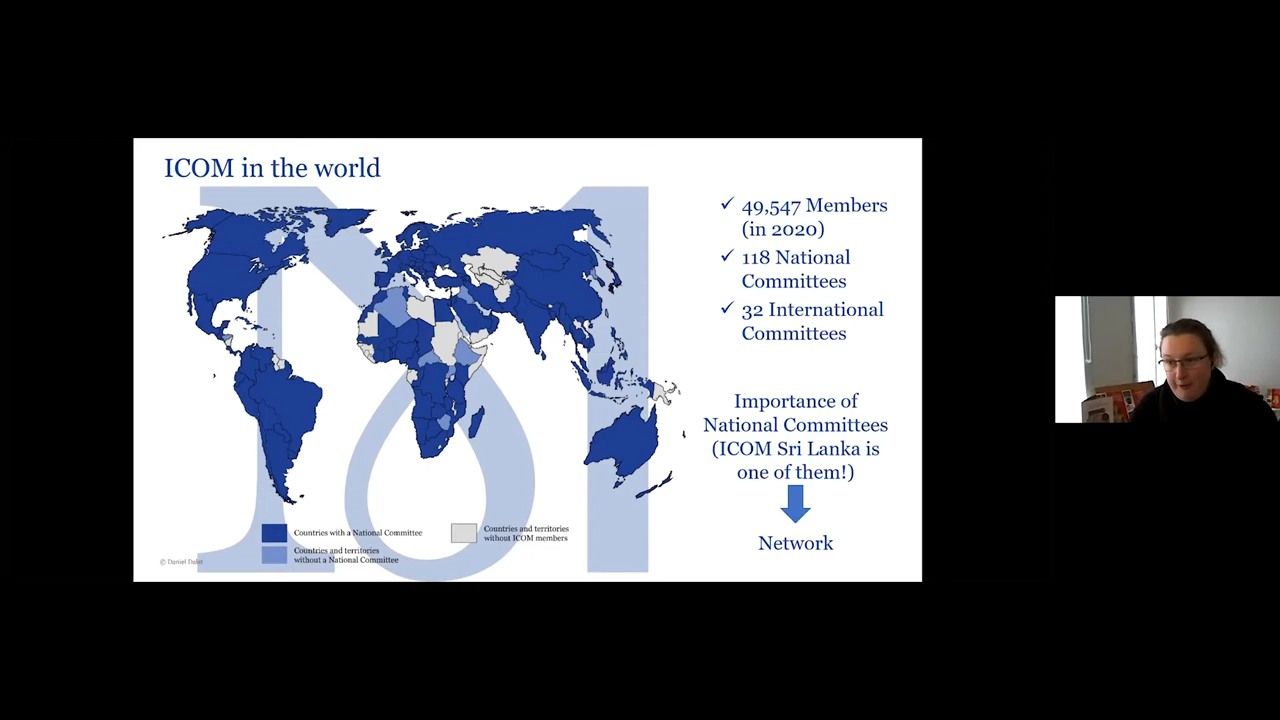 ICOM in the world
✓ 49,547 Members
(in 2020)
✓ 118 National
Committees
✓ 32 International
Committees
Importance of
National Committees
(ICOM Sri Lanka is
one of them!)
Network
Countries with a National Committee
Countries and territories
without a National Committee
Countries and territories
without ICOM members
© Daniel Dalet